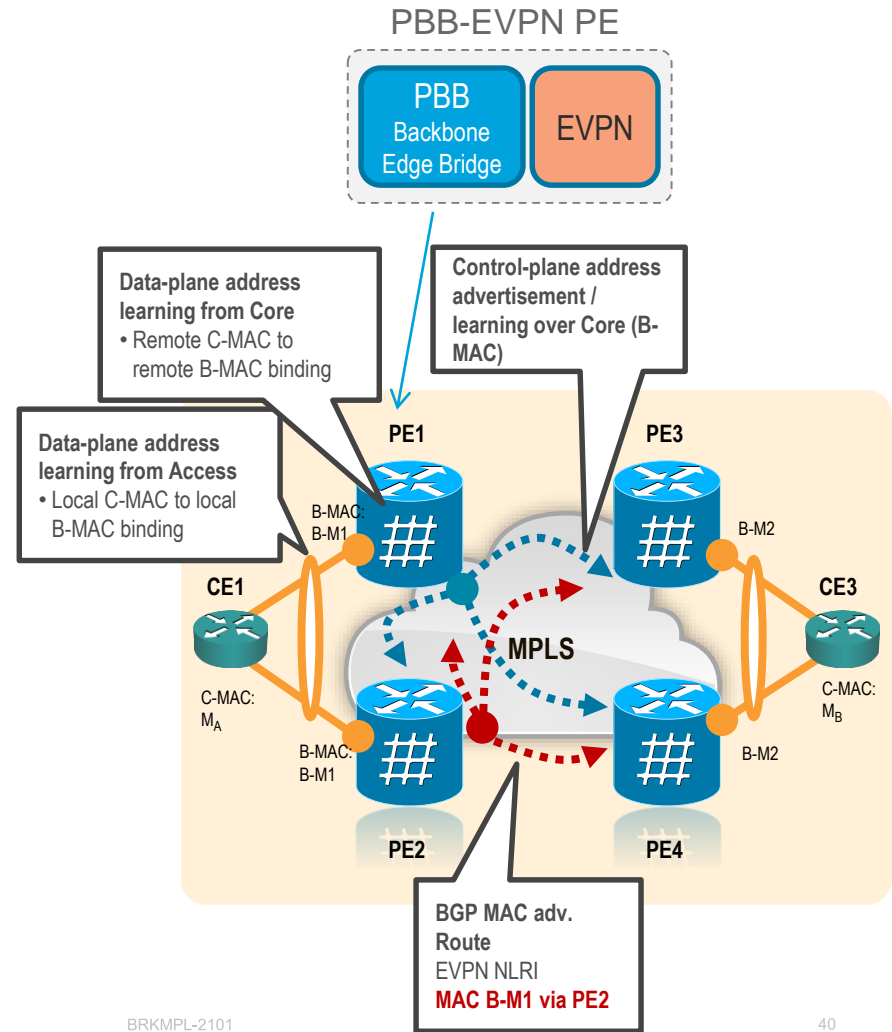 PBB-EVPN PE
PBB
Backbone
Edge Bridge
EVPN
Data-plane address
learning from Core
• Remote C-MAC to
remote B-MAC binding
Control-plane address
advertisement /
learning over Core (B-
MAC)
Data-plane address
learning from Access
• Local C-MAC to local
B-MAC binding
PE1
PE3
B-MAC:
B-M1
B-M2
CE1
CE3
MPLS
C-MAC:
MA
C-MAC:
MB
B-MAC:
B-M1
B-M2
PE2
PE4
BGP MAC adv.
Route
EVPN NLRI
MAC B-M1 via PE2
BRKMPL-2101
40